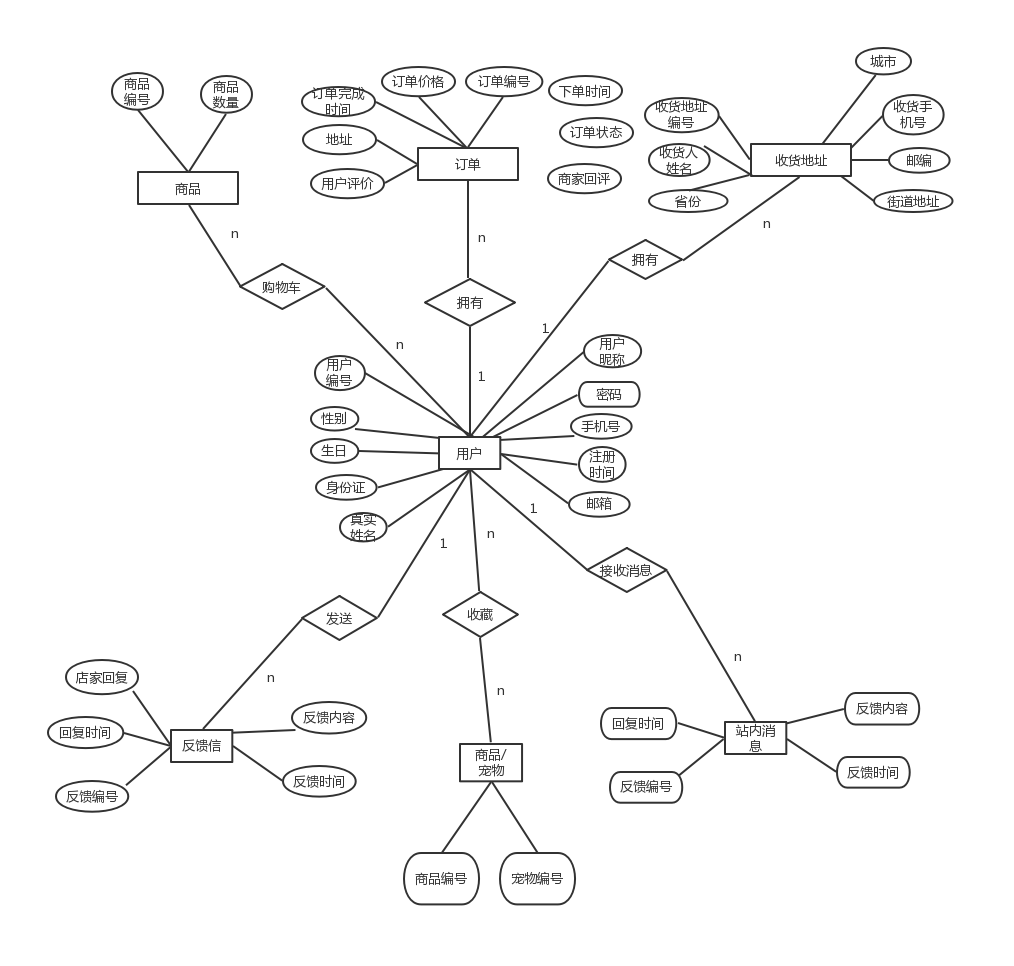 城市
商品
编号
商品
数量
订单完成
时间
订单价格
订单编号
下单时间
收货地址
编号
收货手
机号
地址
订单状态
订单
收货人
姓名
收货地址
邮编
商品
用户评价
商家回评
省份
街道地址
n
n
n
拥有
购物车
拥有
1
n
用户
昵称
用户
编号
1
密码
性别
手机号
生日
用户
注册
时间
身份证
邮箱
真实
姓名
1
n
1
接收消息
发送
收藏
n
n
店家回复
n
反馈内容
反馈内容
回复时间
回复时间
反馈信
站内消
息
商品/
宠物
反馈时间
反馈时间
反馈编号
反馈编号
商品编号
宠物编号